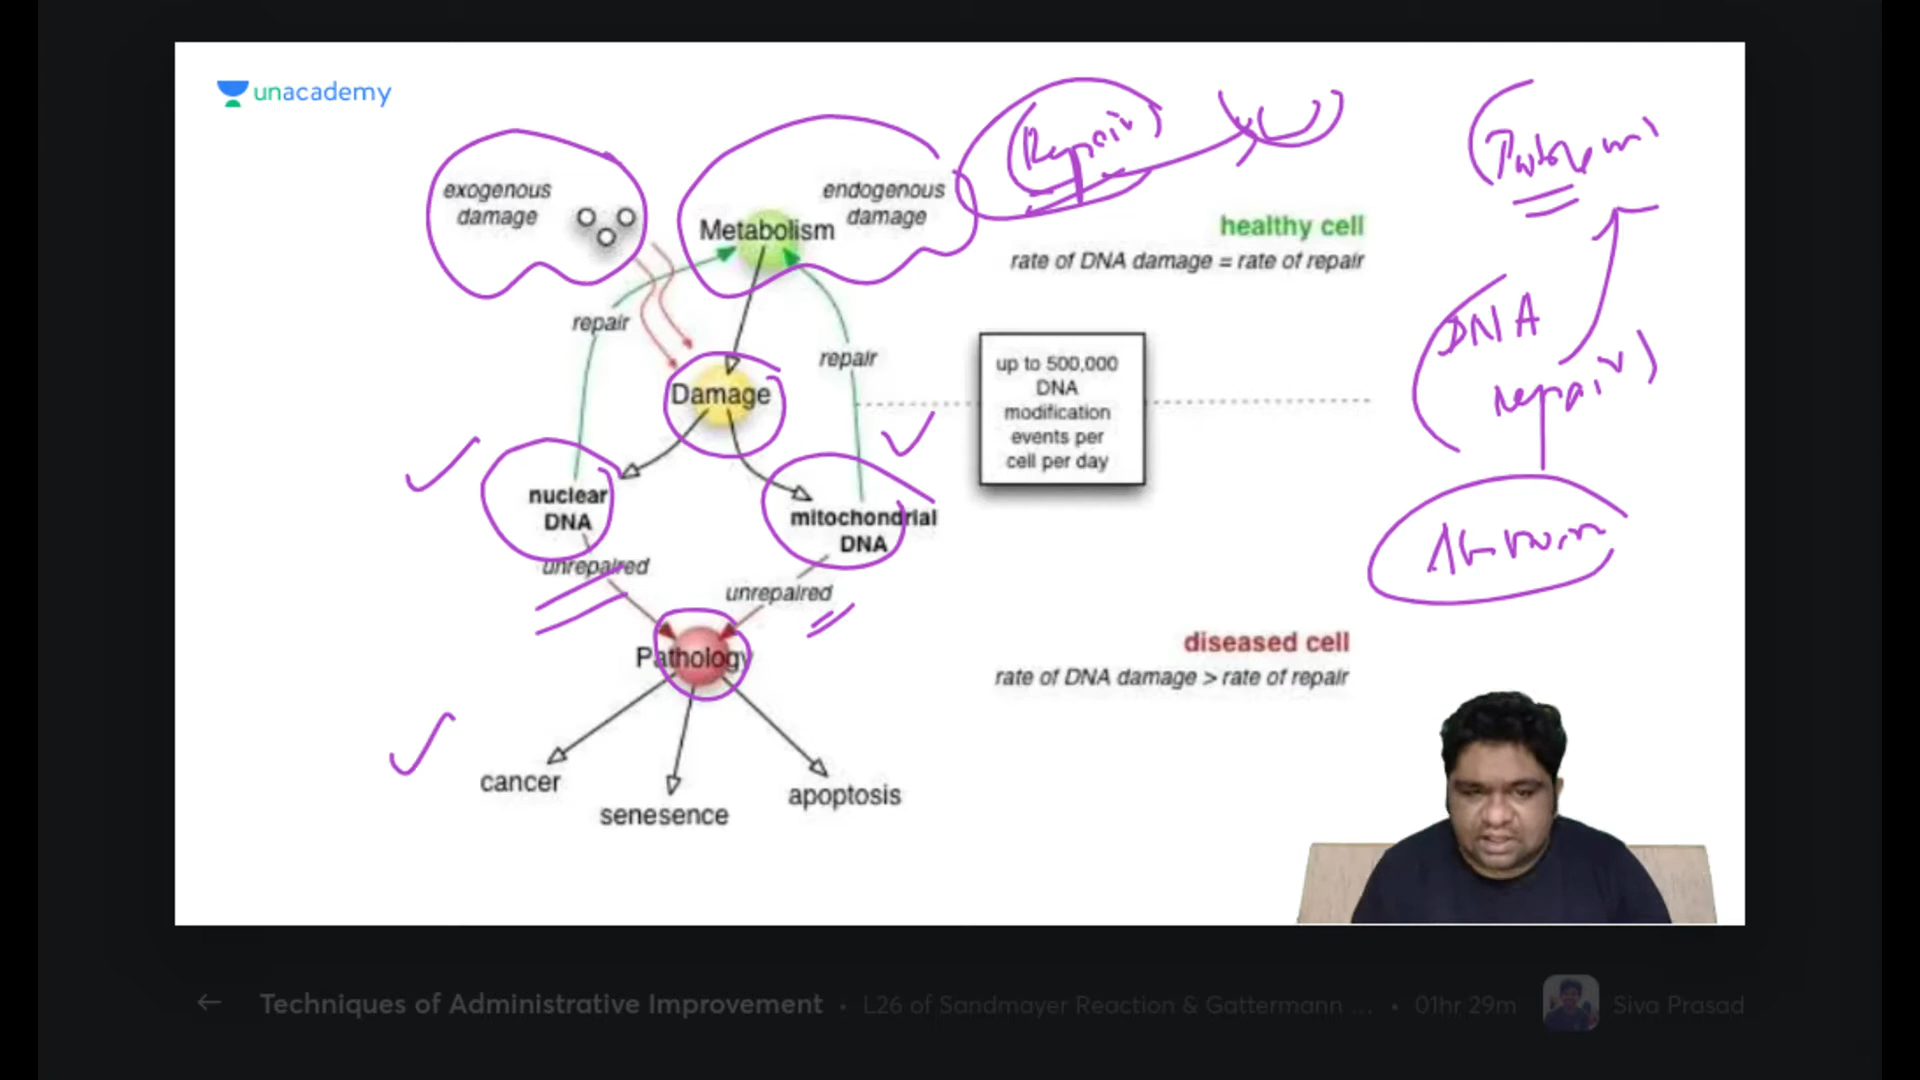 unacademy
exogenous
damage
Metabolism
endogenous
damage
Repair
healthy cell
rate of DNA damage = rate of repair
repair
repair
Damage
up to 500,000
DNA
modification
events per
cell per day
DNA
repair
nuclear
DNA
mitochondrial
DNA
unrepaired
unrepaired
Pathology
diseased cell
rate of DNA damage > rate of repair
cancer
senesence
apoptosis
Techniques of Administrative Improvement • L26 of Sandmayer Reaction & Gattermann ... • 01hr 29m Siva Prasad